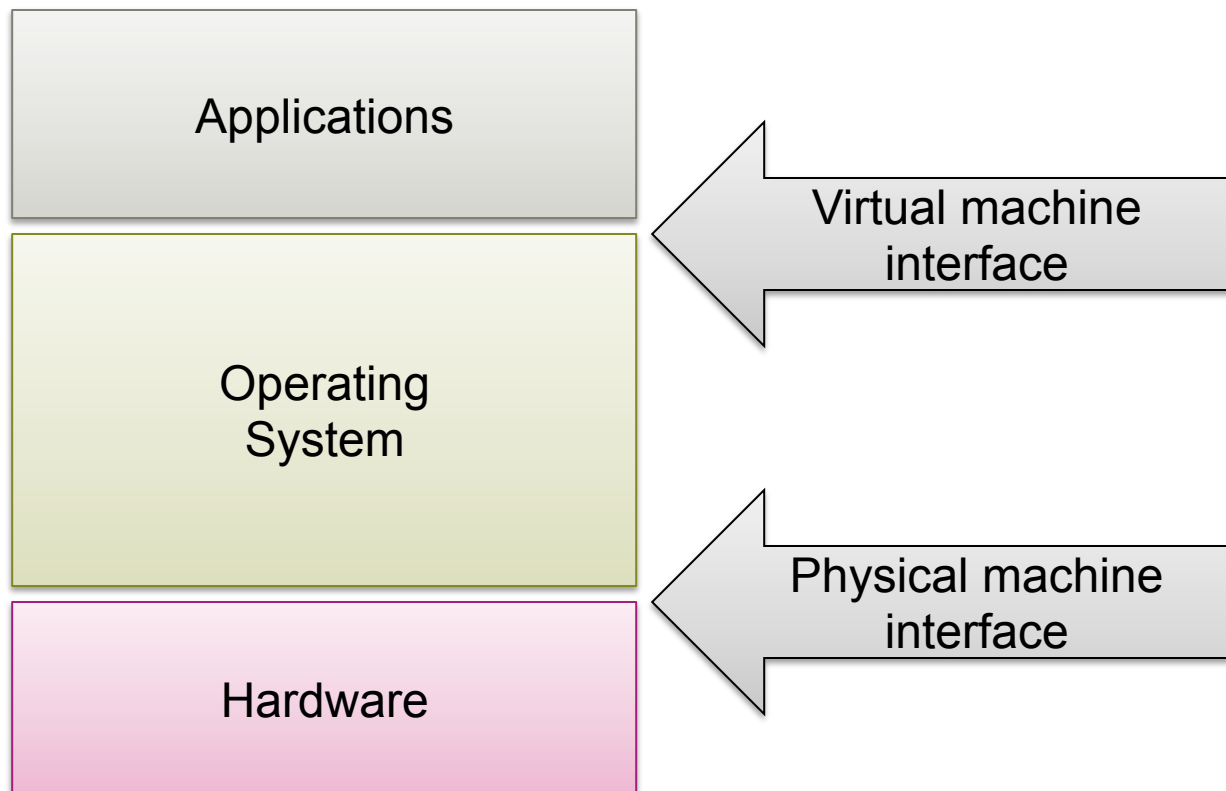 Applications
Virtual machine
interface
Operating
System
Physical machine
interface
Hardware